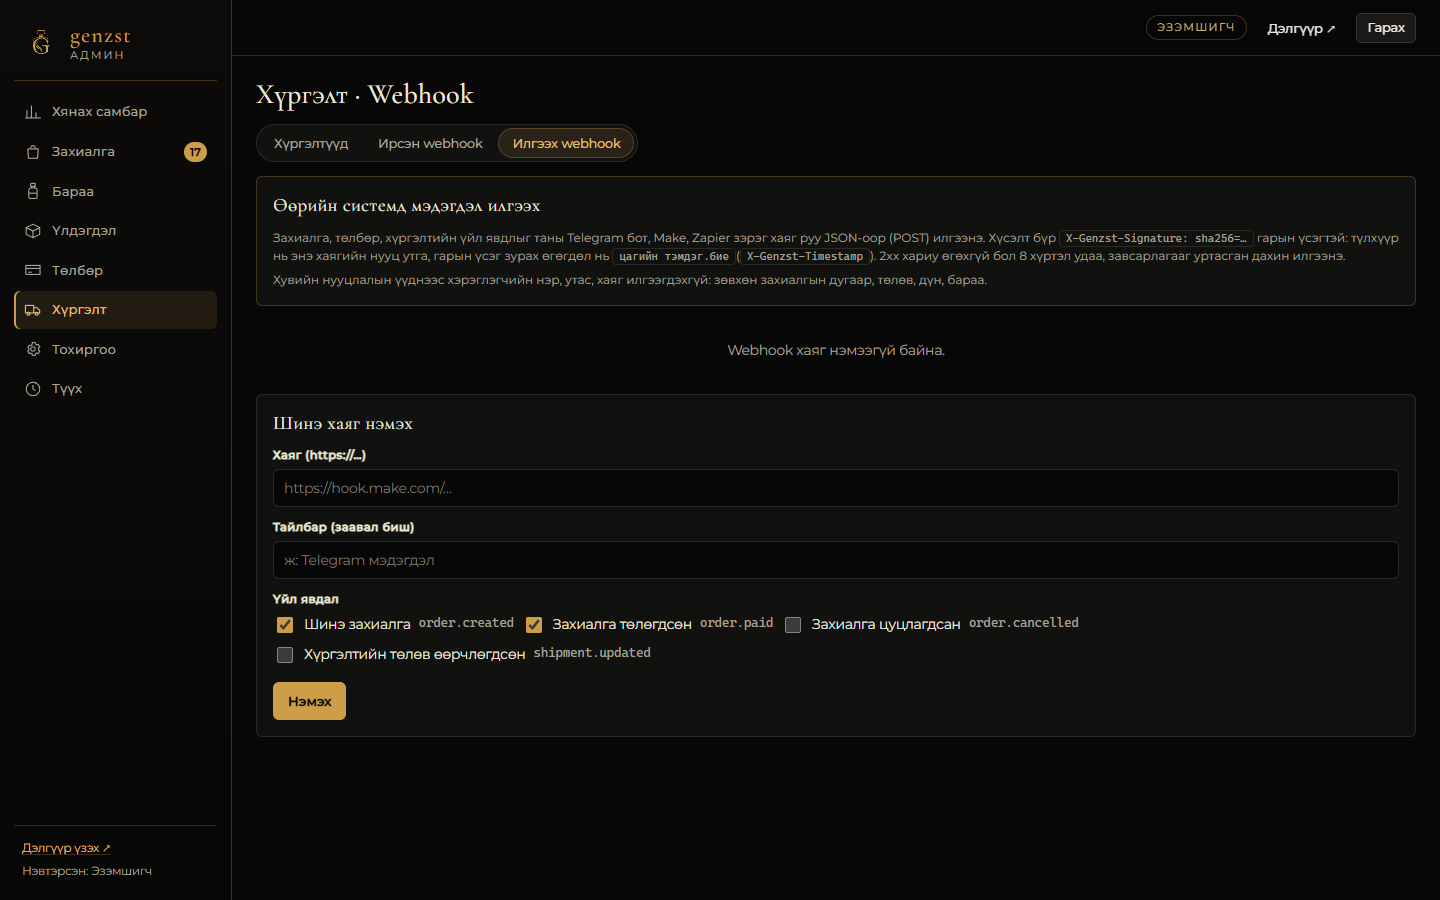 genzst
АДМИН
ЭЗЭМШИГЧ
Дэлгүүр ↗
Гарах
Хянах самбар
Захиалга
17
Бараа
Үлдэгдэл
Төлбөр
Хүргэлт
Тохиргоо
Түүх
Хүргэлт · Webhook
Хүргэлтүүд
Ирсэн webhook
Илгээх webhook
Өөрийн системд мэдэгдэл илгээх
Захиалга, төлбөр, хүргэлтийн үйл явдлыг таны Telegram бот, Make, Zapier зэрэг хаяг руу JSON-оор (POST) илгээнэ. Хүсэлт бүр X-Genzst-Signature: sha256=… гарын үсэгтэй: түлхүүр
нь энэ хаягийн нууц утга, гарын үсэг зурах өгөгдөл нь цагийн тэмдэг.бие ( X-Genzst-Timestamp ). 2xx хариу өгөхгүй бол 8 хүртэл удаа, завсарлагааг уртасган дахин илгээнэ.
Хувийн нууцлалын үүднээс хэрэглэгчийн нэр, утас, хаяг илгээгдэхгүй: зөвхөн захиалгын дугаар, төлөв, дүн, бараа.
Webhook хаяг нэмээгүй байна.
Шинэ хаяг нэмэх
Хаяг (https://...)
https://hook.make.com/...
Тайлбар (заавал биш)
ж: Telegram мэдэгдэл
Үйл явдал
Шинэ захиалга order.created
Захиалга төлөгдсөн order.paid
Захиалга цуцлагдсан order.cancelled
Хүргэлтийн төлөв өөрчлөгдсөн shipment.updated
Нэмэх
Дэлгүүр үзэх ↗
Нэвтэрсэн: Эзэмшигч